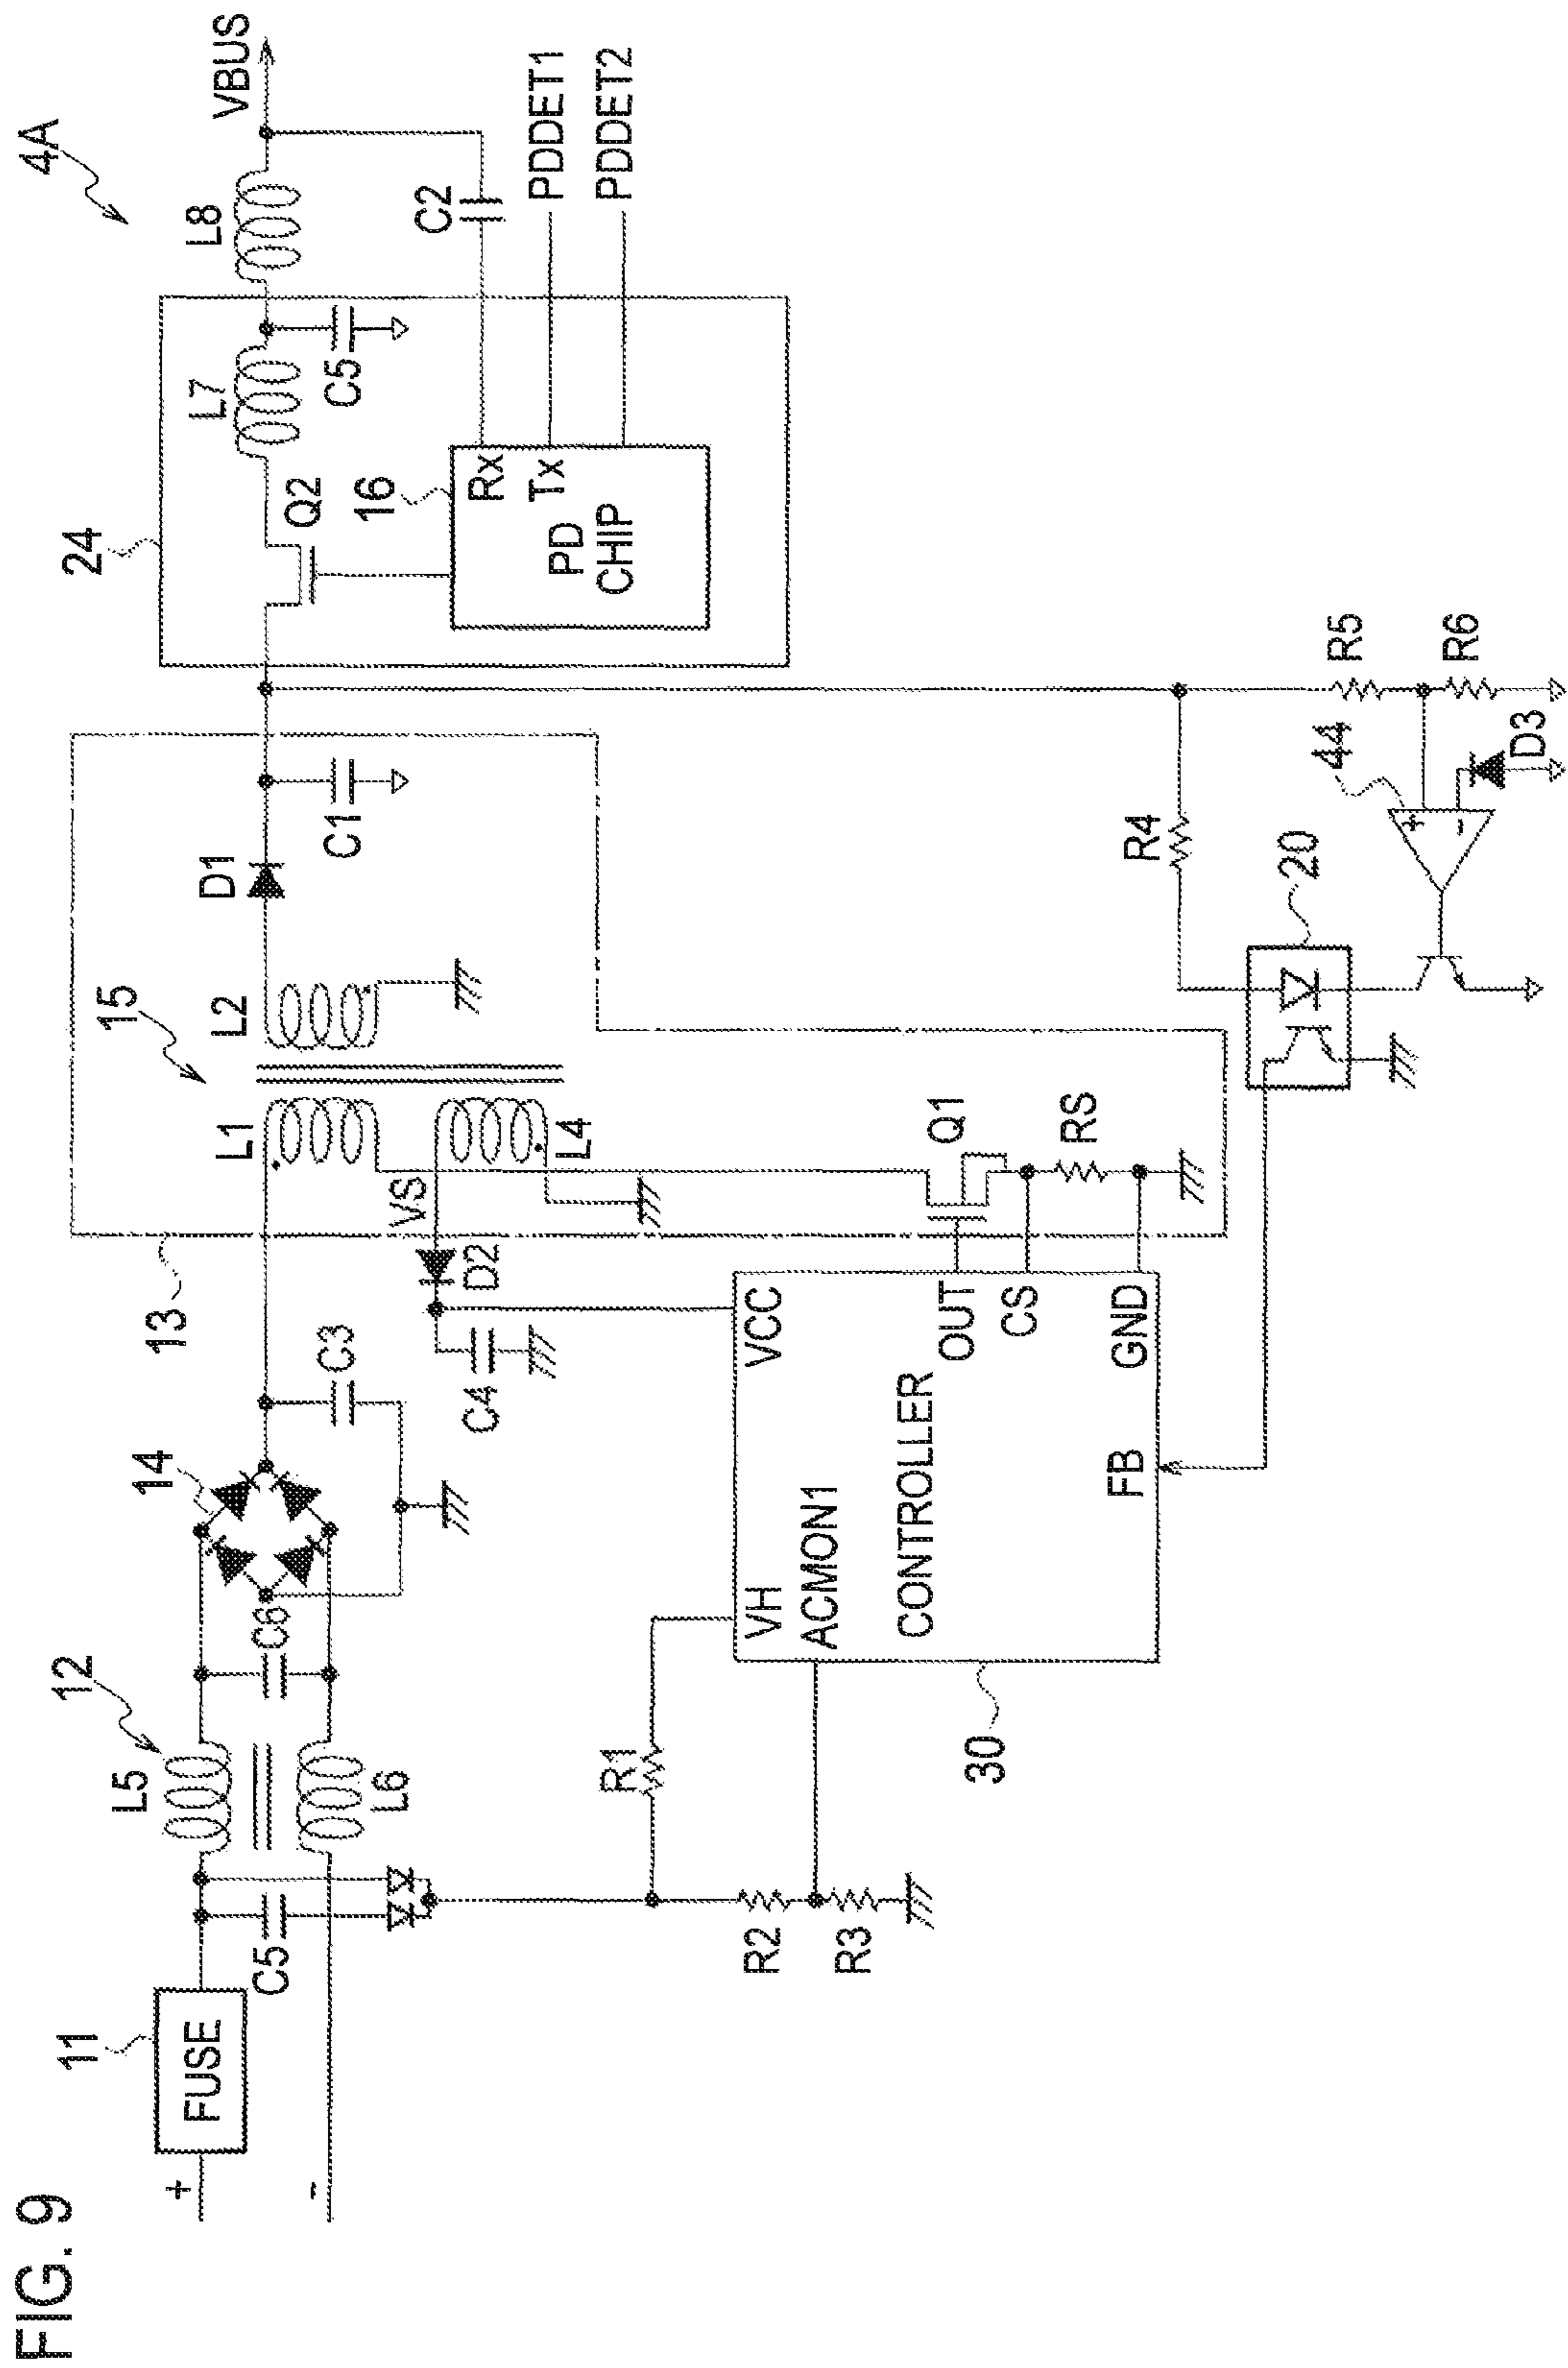 FIG. 9
4A
11
FUSE
+
-
C5
12
L5
L6
C6
14
C3
13
15
L1
L2
L4
VS
D2
C4
D1
C1
24
Q2
L7
C5
L8
VBUS
16
Rx
Tx
PD
CHIP
C2
PDDET1
PDDET2
R1
R2
R3
VH
VCC
ACMON1
OUT
CS
CONTROLLER
GND
FB
30
Q1
RS
R4
20
44
+
-
R5
R6
D3